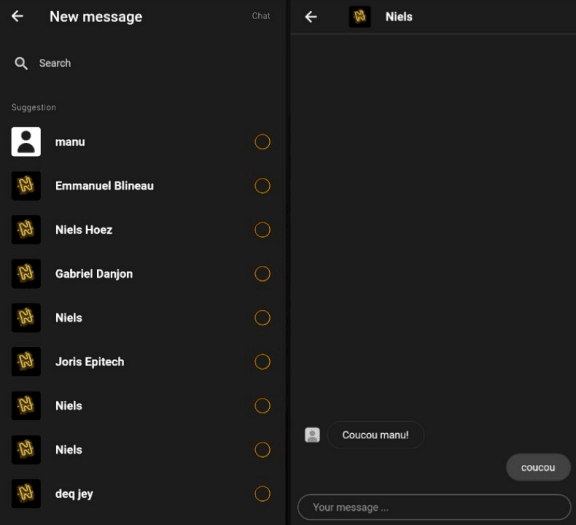 New message
Chat
Search
Suggestion
manu
Emmanuel Blineau
Niels Hoez
Gabriel Danjon
Niels
Joris Epitech
Niels
Niels
deq jey
Niels
Coucou manu!
coucou
Your message ...